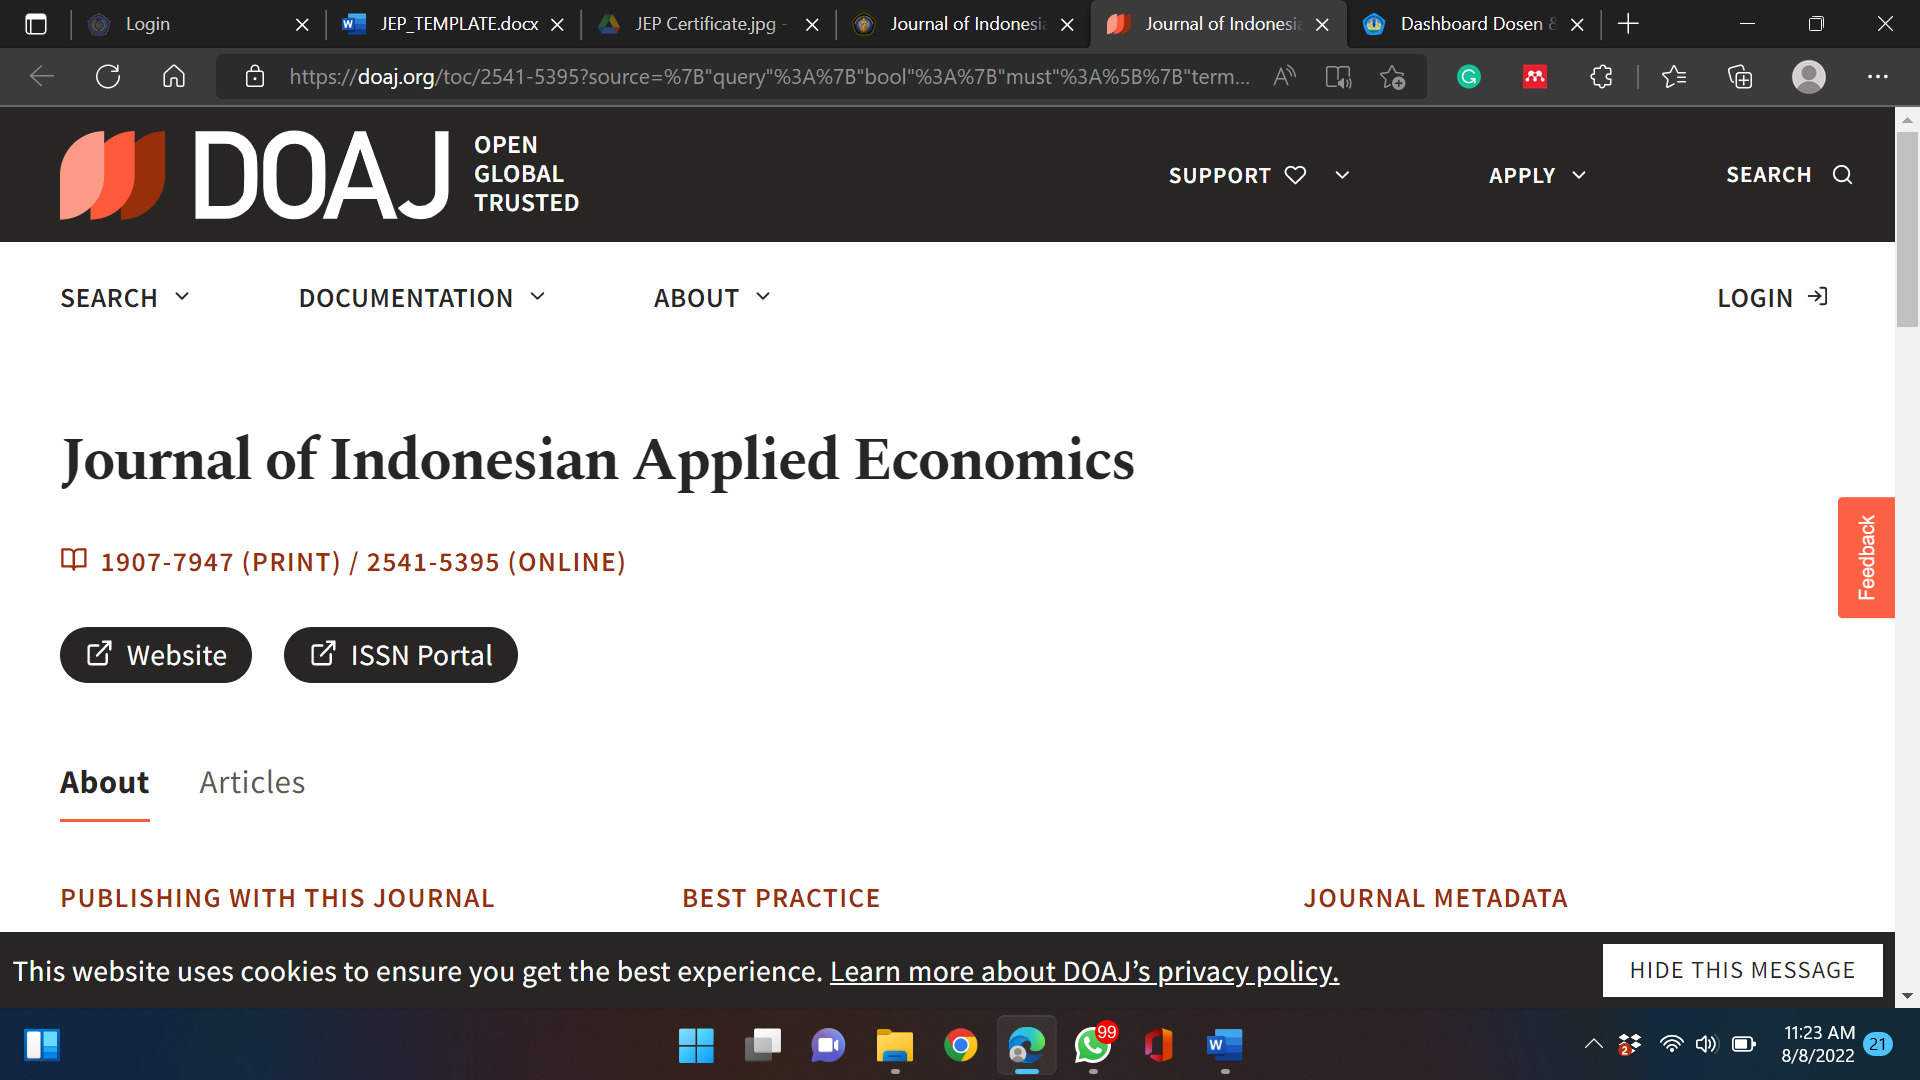 Login
JEP_TEMPLATE.docx
JEP Certificate.jpg -
Journal of Indonesia
Journal of Indonesia
Dashboard Dosen &
https://doaj.org/toc/2541-5395?source=%7B"query"%3A%7B"bool"%3A%7B"must"%3A%5B%7B"term...
DOAJ
OPEN
GLOBAL
TRUSTED
SUPPORT
APPLY
SEARCH
SEARCH
DOCUMENTATION
ABOUT
LOGIN
Journal of Indonesian Applied Economics
1907-7947 (PRINT) / 2541-5395 (ONLINE)
Feedback
Website
ISSN Portal
About
Articles
PUBLISHING WITH THIS JOURNAL
BEST PRACTICE
JOURNAL METADATA
This website uses cookies to ensure you get the best experience. Learn more about DOAJ’s privacy policy.
HIDE THIS MESSAGE
99
W
2
11:23 AM
8/8/2022
21